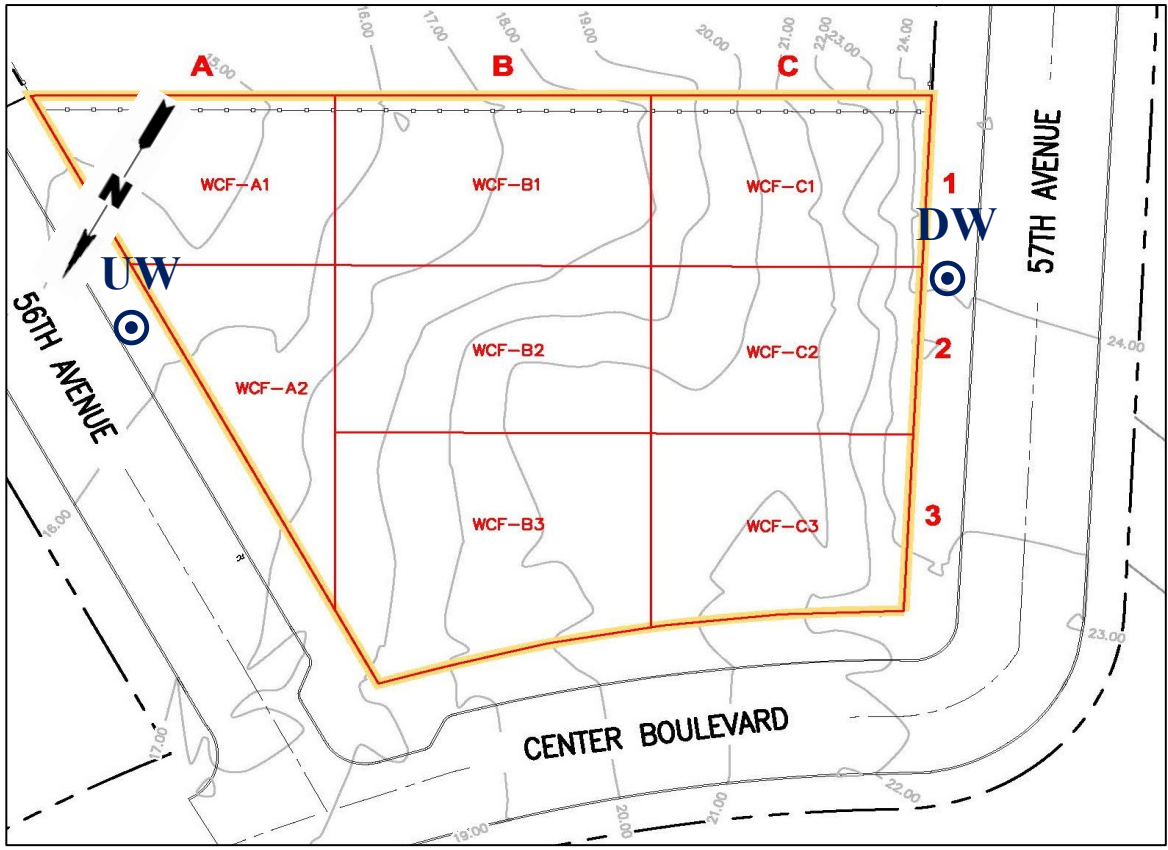 16.00
17.00
18.00
19.00
20.00
21.00
22.00
23.00
24.00
A
15.00
B
C
WCF-A1
WCF-B1
WCF-C1
1
57TH AVENUE
N
DW
UW
56TH AVENUE
WCF-B2
WCF-C2
2
24.00
WCF-A2
16.00
WCF-B3
WCF-C3
3
23.00
17.00
CENTER BOULEVARD
22.00
21.00
20.00
19.00